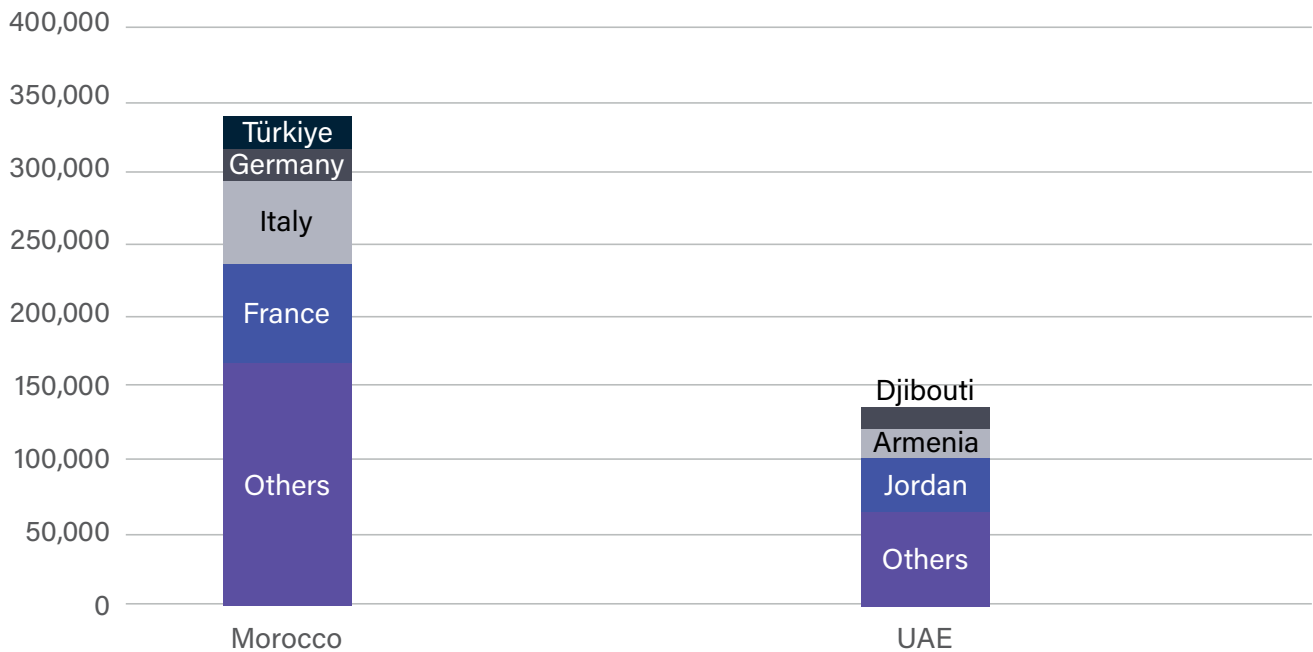 400,000
350,000
300,000
250,000
200,000
150,000
100,000
50,000
0
Türkiye
Germany
Italy
France
Others
Djibouti
Armenia
Jordan
Others
Morocco
UAE